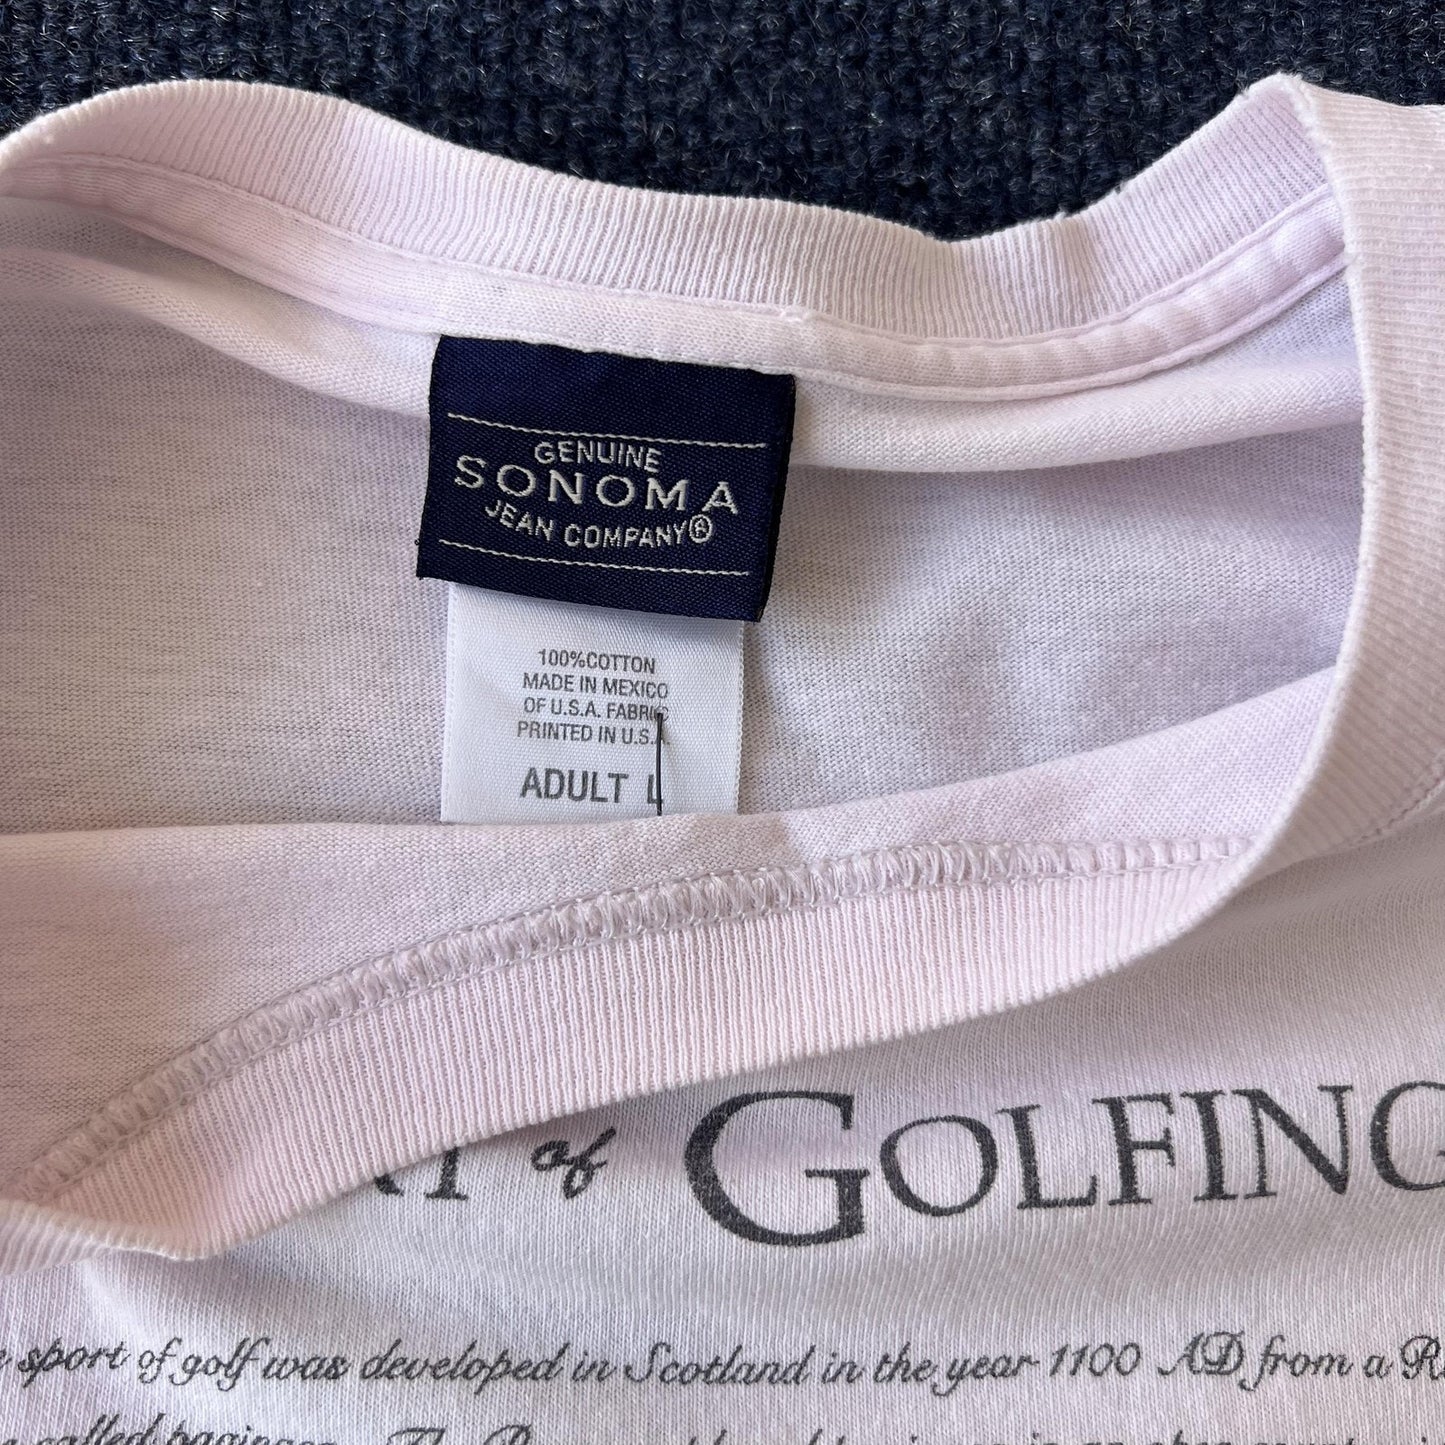 GENUINE
SONOMA
JEAN COMPANY®
100%COTTON
MADE IN MEXICO
OF U.S.A. FABRIC
PRINTED IN U.S.A.
ADULT L
of GOLFING
sport of golf was developed in Scotland in the year 1100 AD from a
called